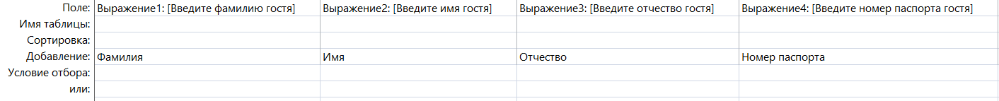 Поле: Выражение1: [Введите фамилию гостя] Выражение2: [Введите имя гостя] Выражение3: [Введите отчество гостя] Выражение4: [Введите номер паспорта гостя]
Имя таблицы:
Сортировка:
Добавление: Фамилия Имя Отчество Номер паспорта
Условие отбора:
или: